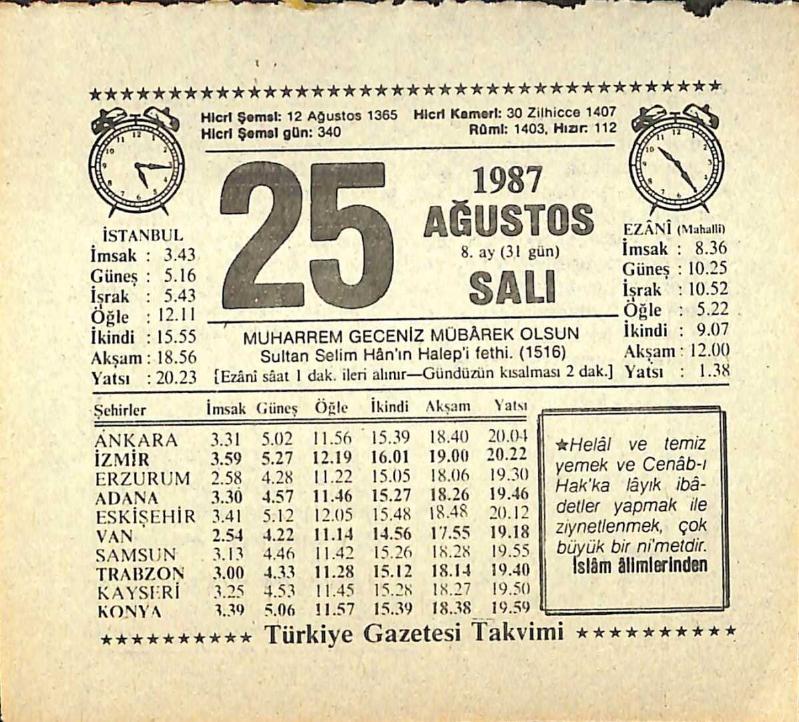 Hicrî Şemsî: 12 Ağustos 1365 Hicrî Kamerî: 30 Zilhicce 1407
Hicrî Şemsî gün: 340 Rûmî: 1403, Hızır: 112
25
1987
AĞUSTOS
8. ay (31 gün)
SALI
İSTANBUL
İmsak : 3.43
Güneş : 5.16
İşrak : 5.43
Öğle : 12.11
İkindi : 15.55
Akşam : 18.56
Yatsı : 20.23
EZÂNÎ (Mahallî)
İmsak : 8.36
Güneş : 10.25
İşrak : 10.52
Öğle : 5.22
İkindi : 9.07
Akşam : 12.00
Yatsı : 1.38
MUHARREM GECENİZ MÜBÂREK OLSUN
Sultan Selim Hân'ın Halep'i fethi. (1516)
[Ezânî sâat 1 dak. ileri alınır—Gündüzün kısalması 2 dak.]
Şehirler İmsak Güneş Öğle İkindi Akşam Yatsı
ANKARA 3.31 5.02 11.56 15.39 18.40 20.04
İZMİR 3.59 5.27 12.19 16.01 19.00 20.22
ERZURUM 2.58 4.28 11.22 15.05 18.06 19.30
ADANA 3.30 4.57 11.46 15.27 18.26 19.46
ESKİŞEHİR 3.41 5.12 12.05 15.48 18.48 20.12
VAN 2.54 4.22 11.14 14.56 17.55 19.18
SAMSUN 3.13 4.46 11.42 15.26 18.28 19.55
TRABZON 3.00 4.33 11.28 15.12 18.14 19.40
KAYSERİ 3.25 4.53 11.45 15.28 18.27 19.50
KONYA 3.39 5.06 11.57 15.39 18.38 19.59
★Helâl ve temiz
yemek ve Cenâb-ı
Hak'ka lâyık ibâ-
detler yapmak ile
ziynetlenmek, çok
büyük bir ni'metdir.
İslâm âlimlerinden
★★★★★★★★★★ Türkiye Gazetesi Takvimi ★★★★★★★★★★